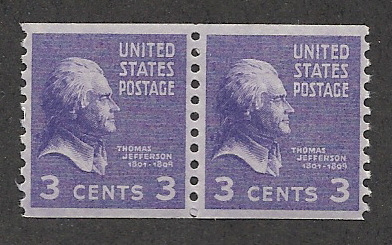 UNITED
STATES
POSTAGE
THOMAS
JEFFERSON
1801-1809
3 CENTS 3
UNITED
STATES
POSTAGE
THOMAS
JEFFERSON
1801-1809
3 CENTS 3